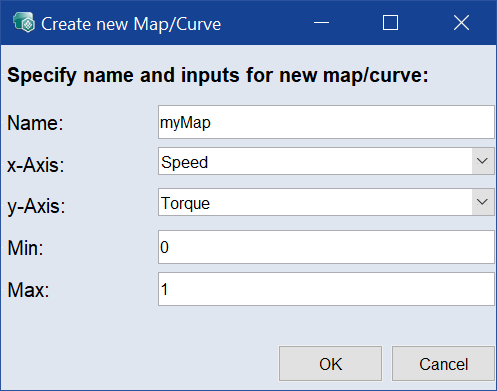 Create new Map/Curve
Specify name and inputs for new map/curve:
Name: myMap
x-Axis: Speed
y-Axis: Torque
Min: 0
Max: 1
OK Cancel